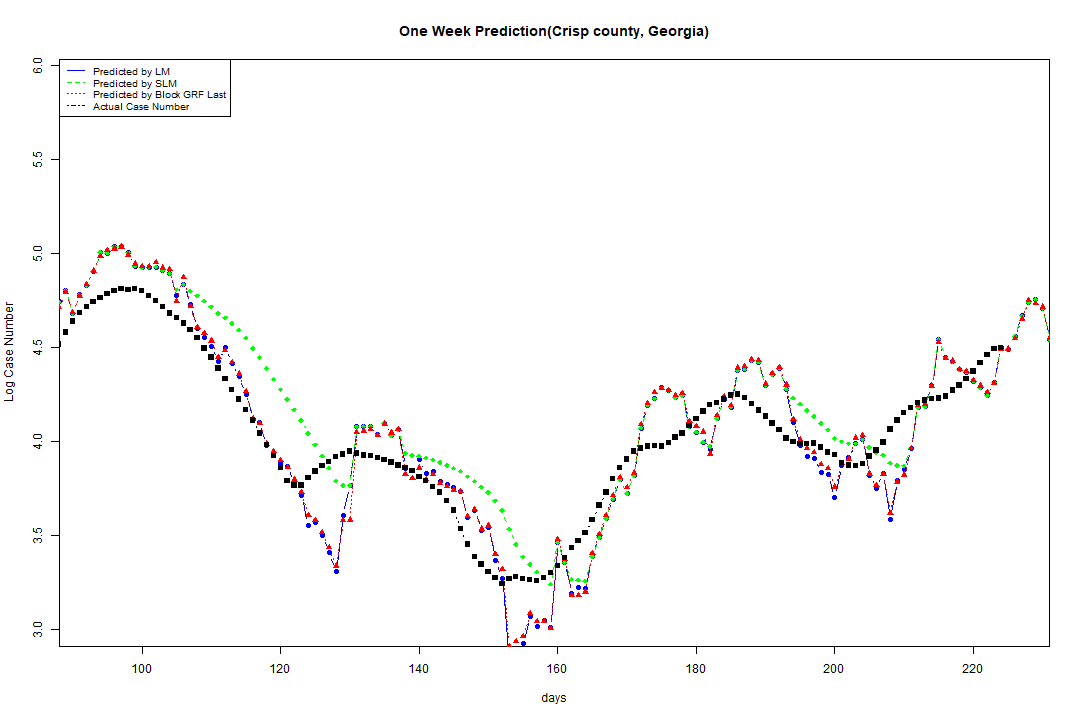 One Week Prediction(Crisp county, Georgia)
Predicted by LM
Predicted by SLM
Predicted by Block GRF Last
Actual Case Number
Log Case Number
6.0
5.5
5.0
4.5
4.0
3.5
3.0
100 120 140 160 180 200 220
days